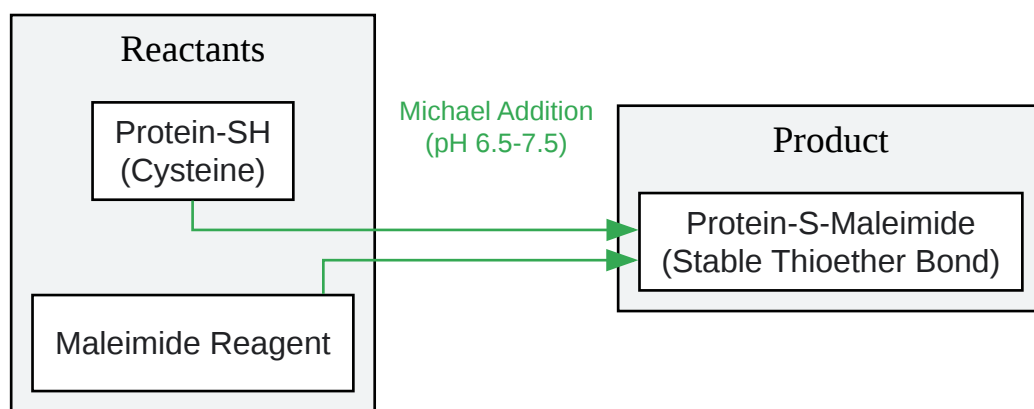 Reactants
Protein-SH
(Cysteine)
Maleimide Reagent
Michael Addition
(pH 6.5-7.5)
Product
Protein-S-Maleimide
(Stable Thioether Bond)